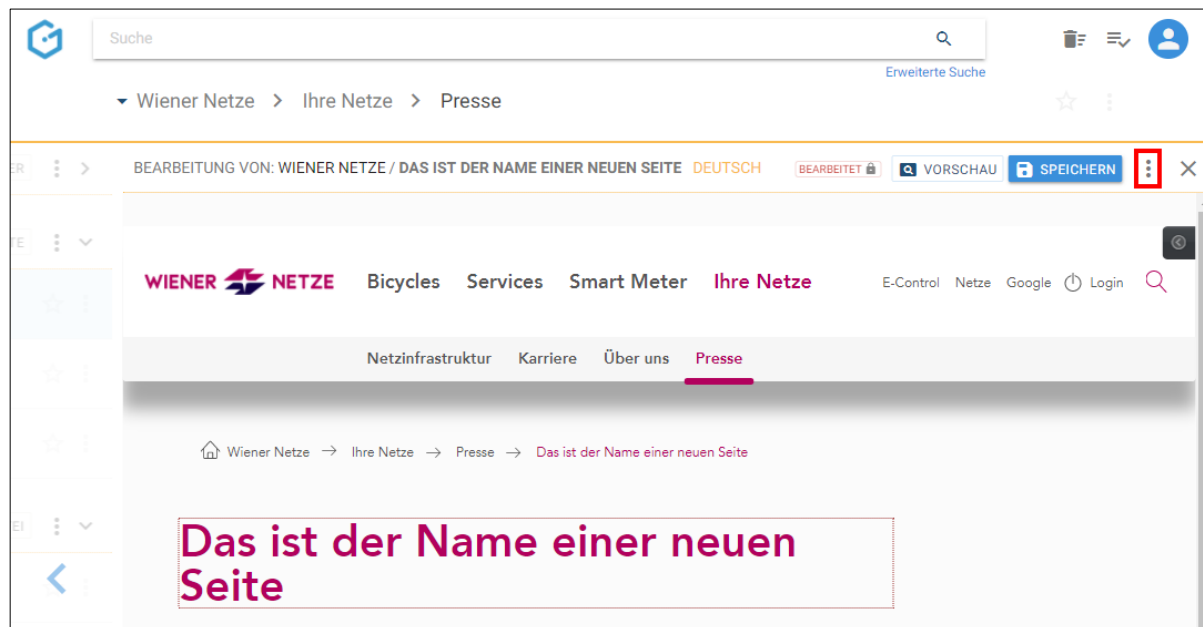 Suche
Erweiterte Suche
Wiener Netze > Ihre Netze > Presse
ER
BEARBEITUNG VON: WIENER NETZE / DAS IST DER NAME EINER NEUEN SEITE DEUTSCH BEARBEITET VORSCHAU SPEICHERN
TE
WIENER NETZE Bicycles Services Smart Meter Ihre Netze E-Control Netze Google Login
Netzinfrastruktur Karriere Über uns Presse
Wiener Netze → Ihre Netze → Presse → Das ist der Name einer neuen Seite
EI
Das ist der Name einer neuen
Seite